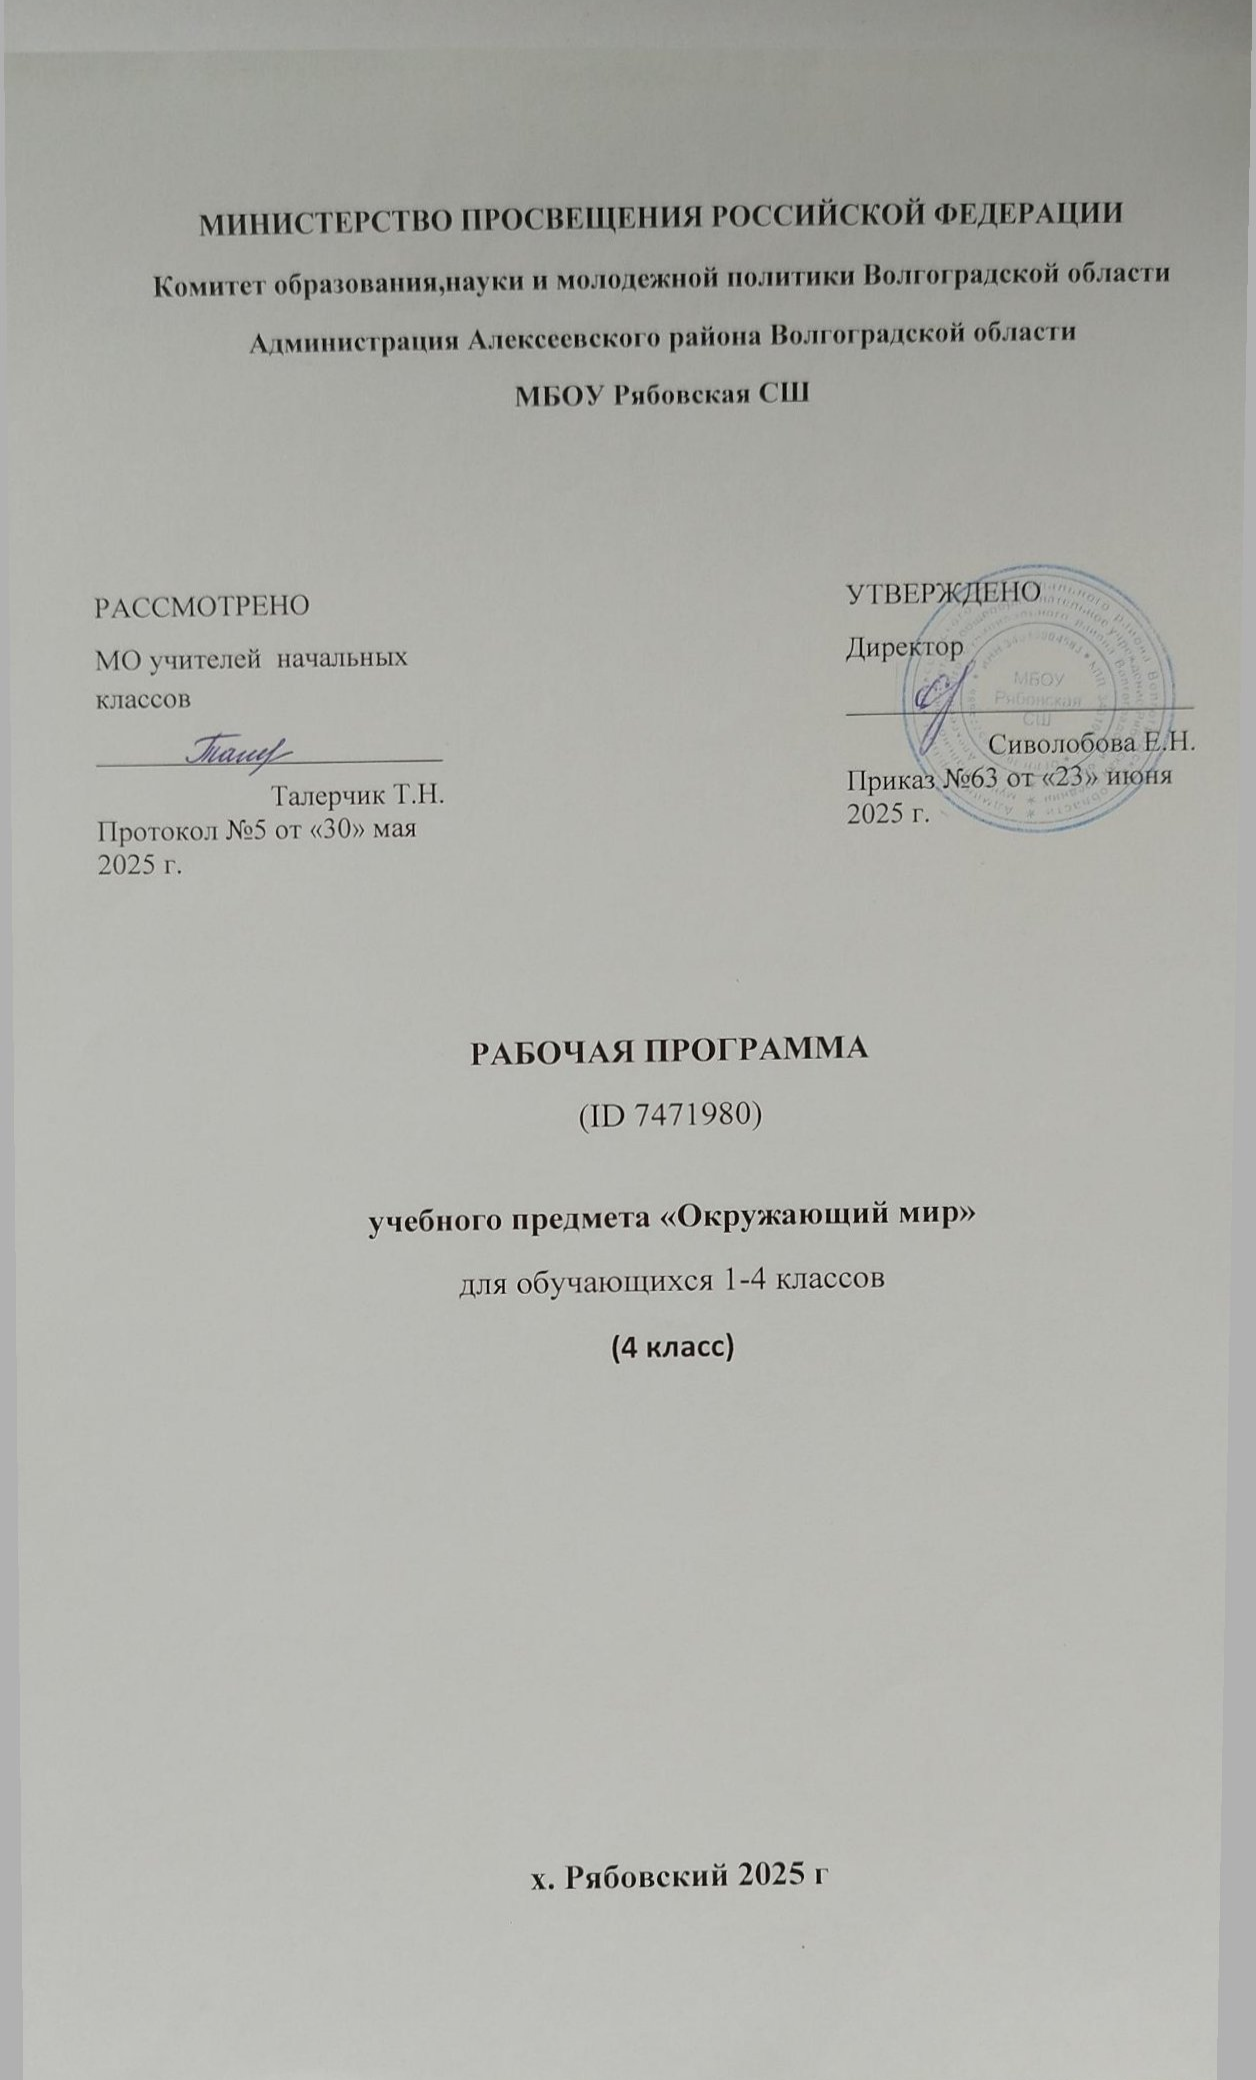 МИНИСТЕРСТВО ПРОСВЕЩЕНИЯ РОССИЙСКОЙ ФЕДЕРАЦИИ
Комитет образования,науки и молодежной политики Волгоградской области
Администрация Алексеевского района Волгоградской области
МБОУ Рябовская СШ
РАССМОТРЕНО
МО учителей начальных
классов
Талерчик Т.Н.
Протокол №5 от «30» мая
2025 г.
УТВЕРЖДЕНО
Директор
МБОУ
Рябовская
СШ
Сиволобова Е.Н.
Приказ №63 от «23» июня
2025 г.
РАБОЧАЯ ПРОГРАММА
(ID 7471980)
учебного предмета «Окружающий мир»
для обучающихся 1-4 классов
(4 класс)
х. Рябовский 2025 г